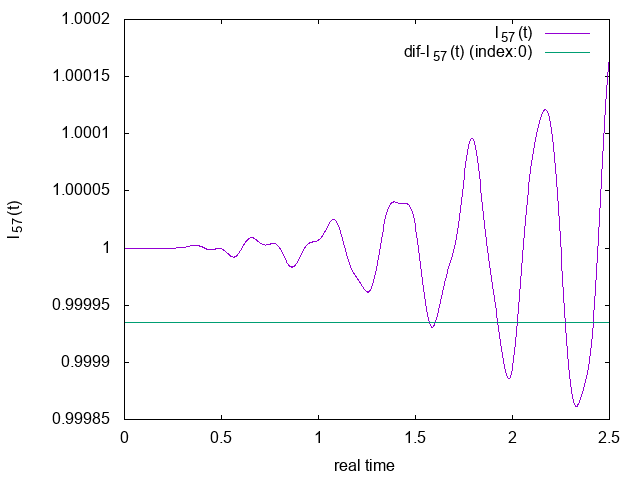 1.0002
1.00015
1.0001
1.00005
1
0.99995
0.9999
0.99985
I57(t)
I57(t)
dif-I57(t) (index:0)
0 0.5 1 1.5 2 2.5
real time